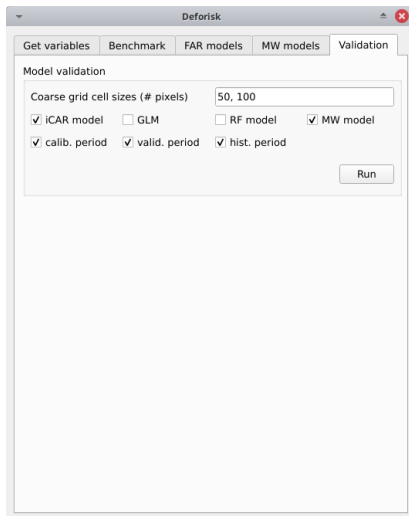 Deforisk
Get variables Benchmark FAR models MW models Validation
Model validation
Coarse grid cell sizes (# pixels) 50, 100
iCAR model GLM RF model MW model
calib. period valid. period hist. period
Run